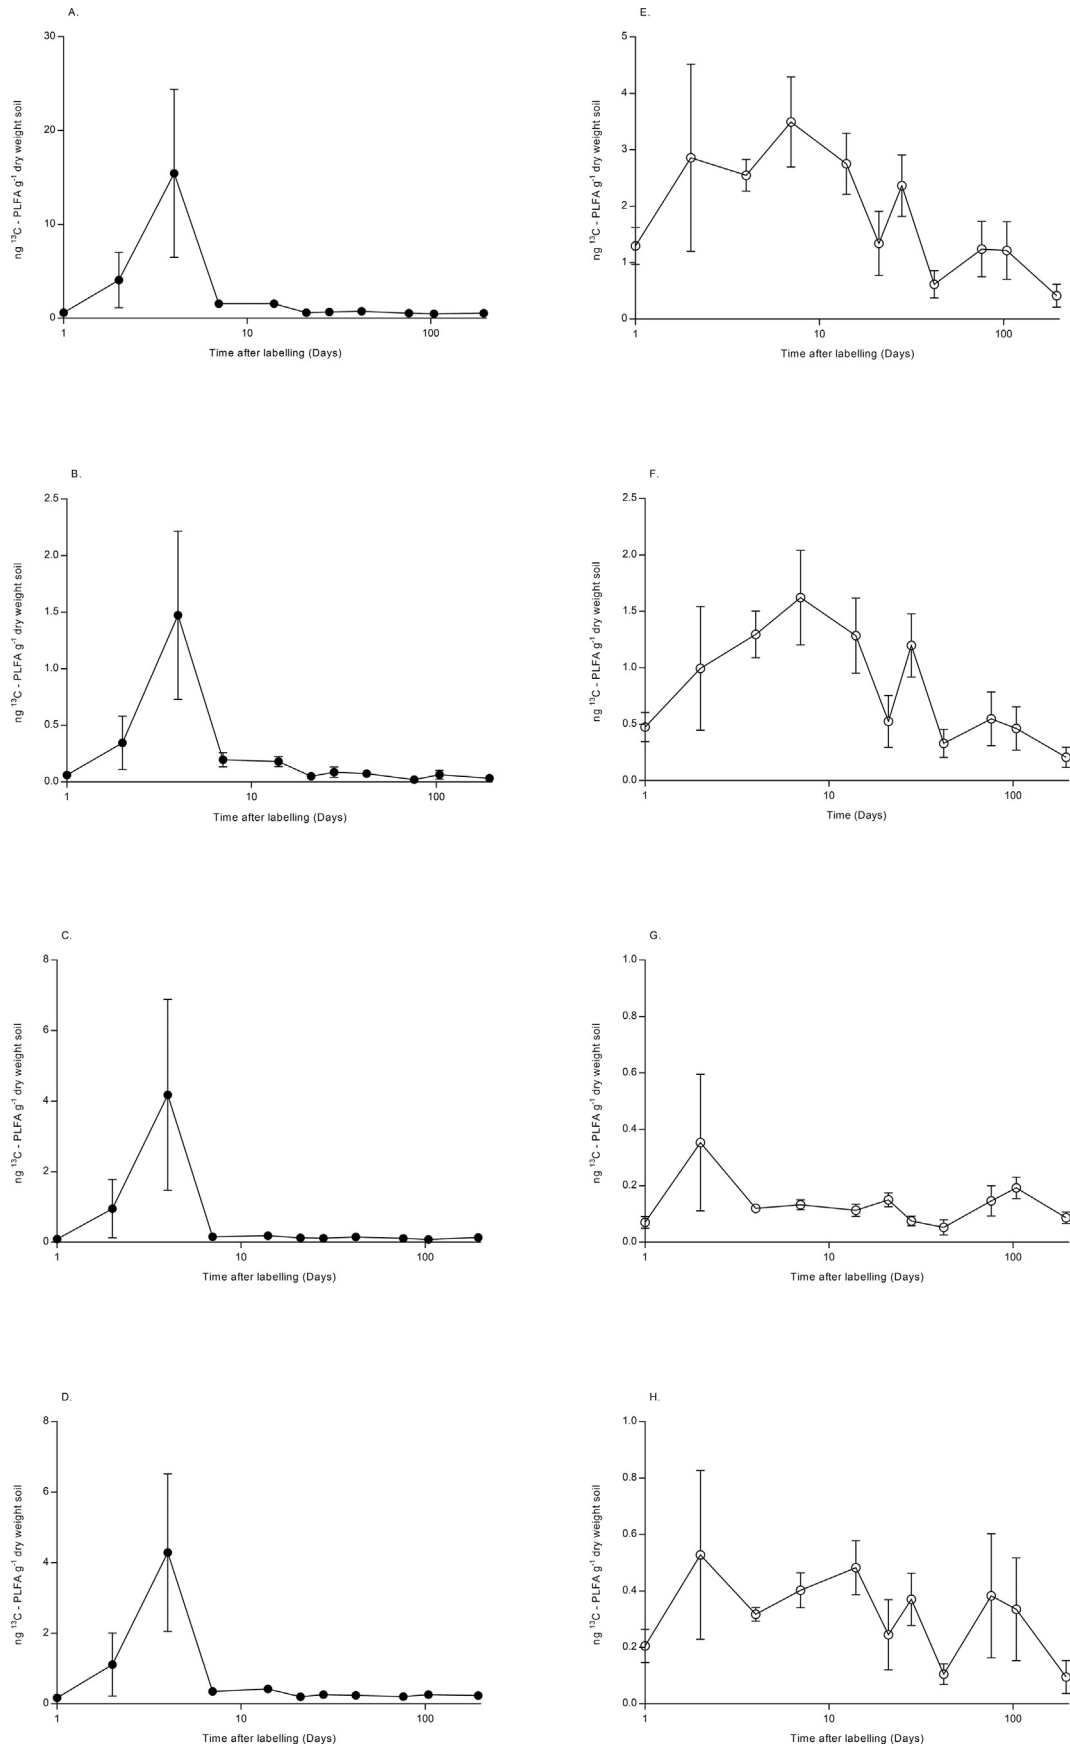 A.
30
20
10
0
1
10
100
ng ¹³C - PLFA g⁻¹ dry weight soil
Time after labelling (Days)
E.
5
4
3
2
1
0
1
10
100
ng ¹³C - PLFA g⁻¹ dry weight soil
Time after labelling (Days)
B.
2.5
2.0
1.5
1.0
0.5
0.0
1
10
100
ng ¹³C - PLFA g⁻¹ dry weight soil
Time after labelling (Days)
F.
2.5
2.0
1.5
1.0
0.5
0.0
1
10
100
ng ¹³C - PLFA g⁻¹ dry weight soil
Time (Days)
C.
8
6
4
2
0
1
10
100
ng ¹³C - PLFA g⁻¹ dry weight soil
Time after labelling (Days)
G.
1.0
0.8
0.6
0.4
0.2
0.0
1
10
100
ng ¹³C - PLFA g⁻¹ dry weight soil
Time after labelling (Days)
D.
8
6
4
2
0
1
10
100
ng ¹³C - PLFA g⁻¹ dry weight soil
Time after labelling (Days)
H.
1.0
0.8
0.6
0.4
0.2
0.0
1
10
100
ng ¹³C - PLFA g⁻¹ dry weight soil
Time after labelling (Days)